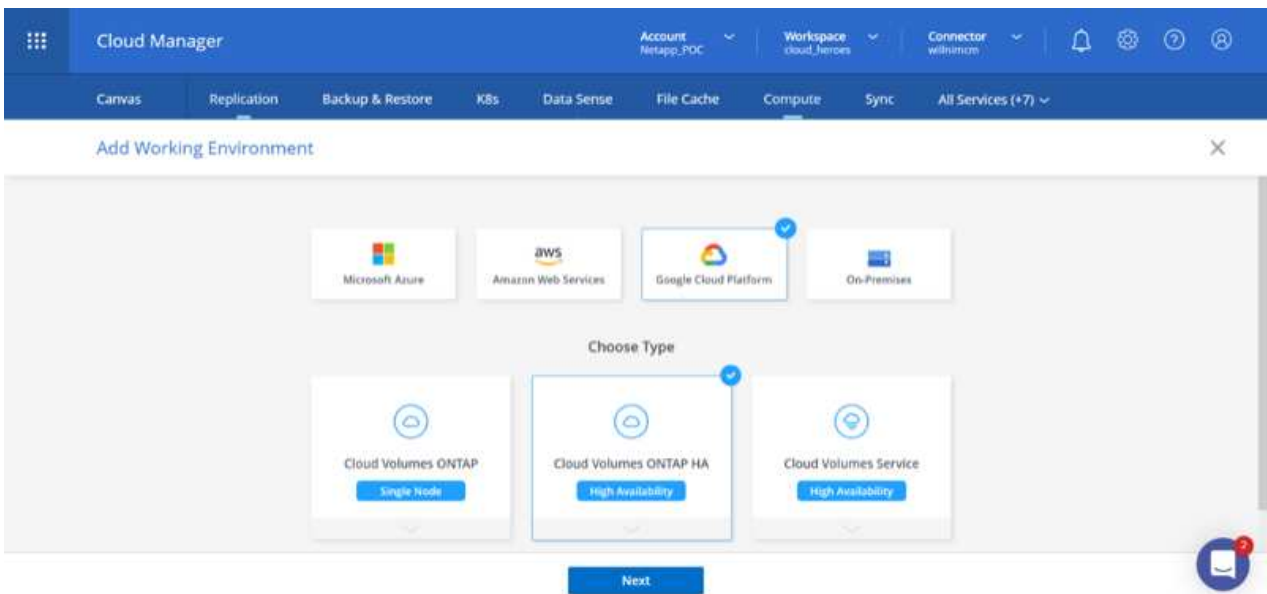 Cloud Manager
Account
Netapp_POC
Workspace
cloud_heroes
Connector
willnimcm
Canvas Replication Backup & Restore K8s Data Sense File Cache Compute Sync All Services (+7)
Add Working Environment
Microsoft Azure
aws
Amazon Web Services
Google Cloud Platform
On-Premises
Choose Type
Cloud Volumes ONTAP
Single Node
Cloud Volumes ONTAP HA
High Availability
Cloud Volumes Service
High Availability
Next
2